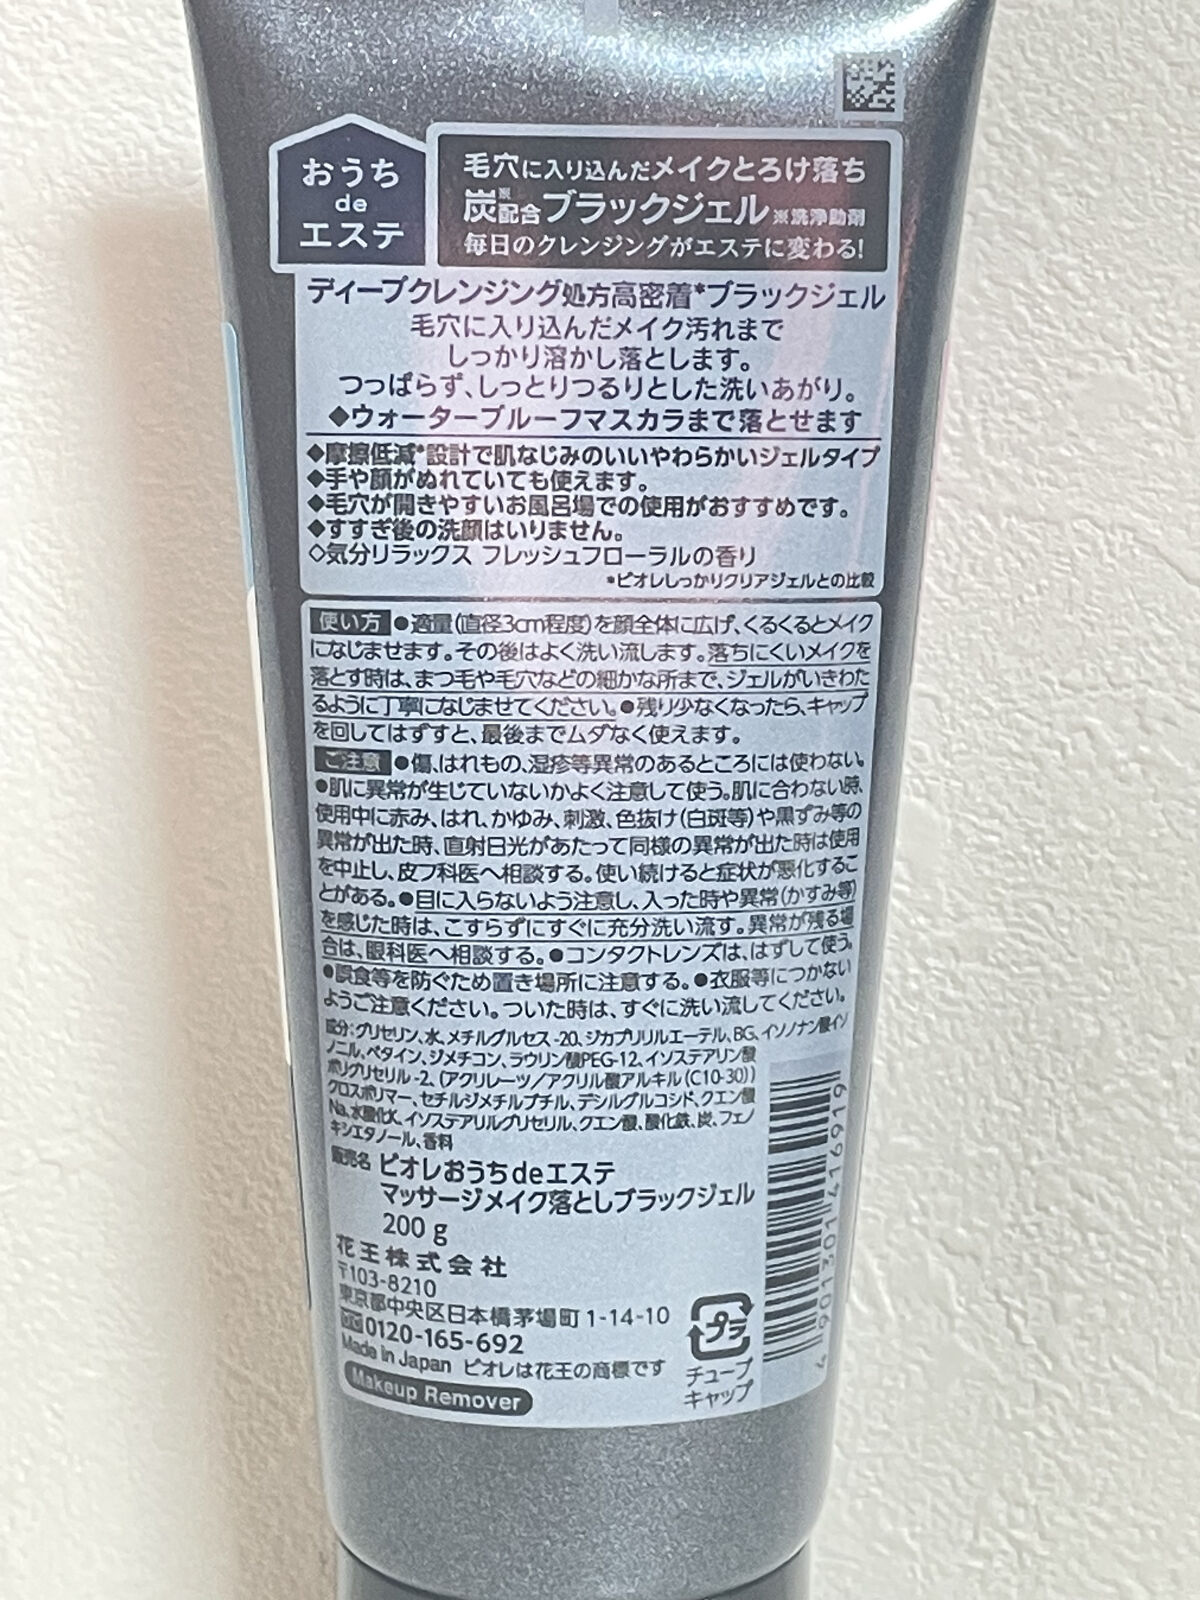 おうち
de
エステ
毛穴に入り込んだメイクとろけ落ち
炭※配合ブラックジェル ※洗浄助剤
毎日のクレンジングがエステに変わる!
ディープクレンジング処方高密着*ブラックジェル
毛穴に入り込んだメイク汚れまで
しっかり溶かし落とします。
つっぱらず、しっとりつるりとした洗いあがり。
◆ウォータープルーフマスカラまで落とせます
◆摩擦低減*設計で肌なじみのいいやわらかいジェルタイプ
◆手や顔がぬれていても使えます。
◆毛穴が開きやすいお風呂場での使用がおすすめです。
◆すすぎ後の洗顔はいりません。
◇気分リラックス フレッシュフローラルの香り
*ビオレしっかりクリアジェルとの比較
使い方 ●適量(直径3cm程度)を顔全体に広げ、くるくるとメイク
になじませます。その後はよく洗い流します。落ちにくいメイクを
落とす時は、まつ毛や毛穴などの細かな所まで、ジェルがいきわた
るように丁寧になじませてください。●残り少なくなったら、キャップ
を回してはずすと、最後までムダなく使えます。
ご注意 ●傷、はれもの、湿疹等異常のあるところには使わない。
●肌に異常が生じていないかよく注意して使う。肌に合わない時、
使用中に赤み、はれ、かゆみ、刺激、色抜け(白斑等)や黒ずみ等の
異常が出た時、直射日光があたって同様の異常が出た時は使用
を中止し、皮フ科医へ相談する。使い続けると症状が悪化するこ
とがある。●目に入らないよう注意し、入った時や異常(かすみ等)
を感じた時は、こすらずにすぐに充分洗い流す。異常が残る場
合は、眼科医へ相談する。●コンタクトレンズは、はずして使う。
●誤食等を防ぐため置き場所に注意する。●衣服等につかない
ようご注意ください。ついた時は、すぐに洗い流してください。
成分:グリセリン、水、メチルグルセス-20、ジカプリリルエーテル、BG、イソノナン酸イソ
ノニル、ベタイン、ジメチコン、ラウリン酸PEG-12、イソステアリン酸
ポリグリセリル-2、(アクリレーツ/アクリル酸アルキル(C10-30))
クロスポリマー、セチルジメチルブチル、デシルグルコシド、クエン酸
Na、水酸化K、イソステアリルグリセリル、クエン酸、酸化鉄、炭、フェノ
キシエタノール、香料
販売名 ビオレおうちdeエステ
マッサージメイク落としブラックジェル
200 g
花王株式会社
〒103-8210
東京都中央区日本橋茅場町1-14-10
0120-165-692
Made in Japan ビオレは花王の商標です
Makeup Remover
プラ
チューブ
キャップ
4901301416919